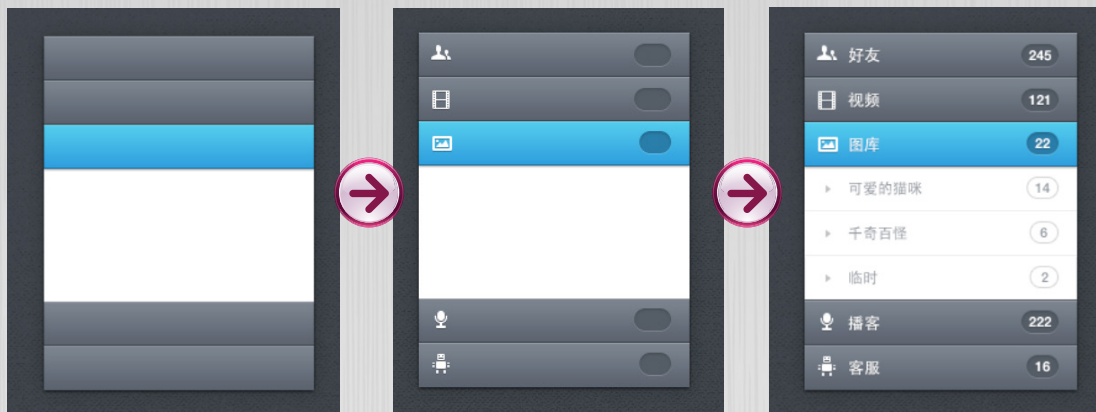 好友 245
视频 121
图库 22
可爱的猫咪 14
千奇百怪 6
临时 2
播客 222
客服 16